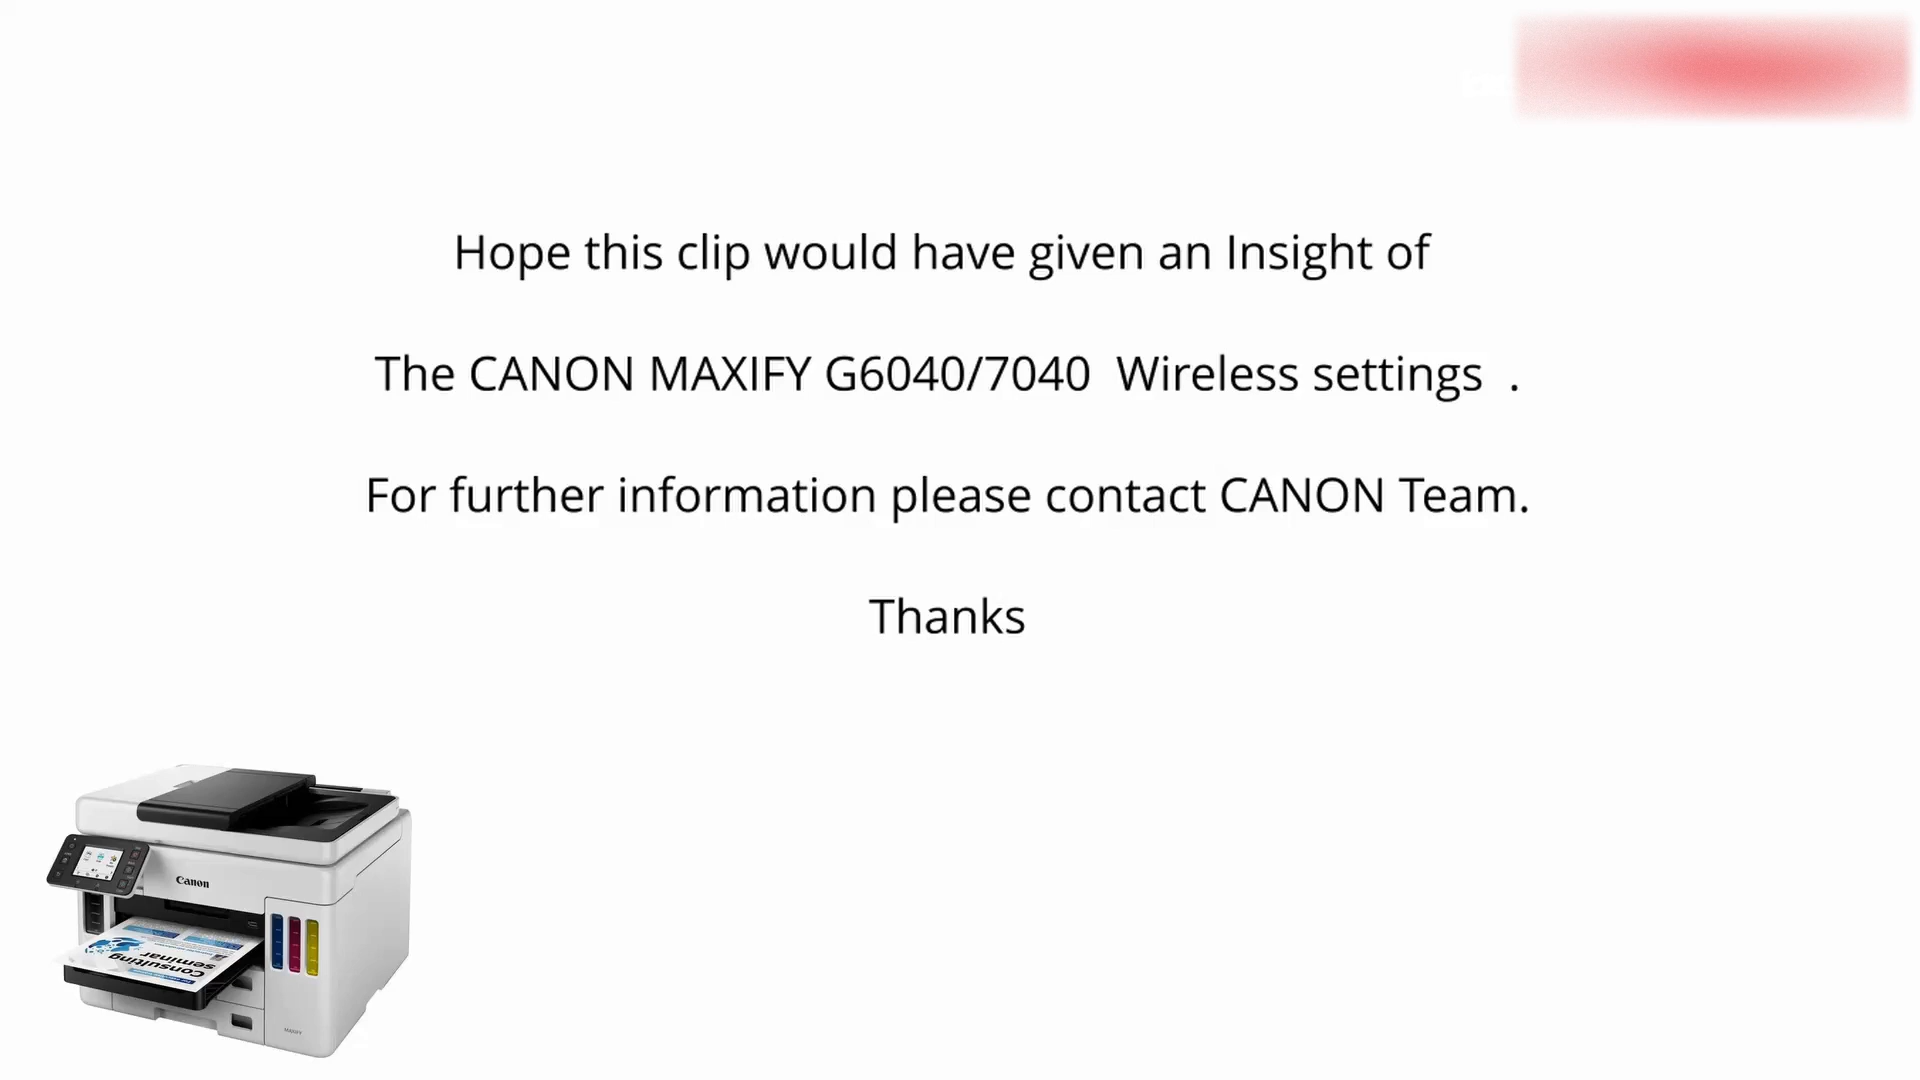 Hope this clip would have given an Insight of
The CANON MAXIFY G6040/7040 Wireless settings .
For further information please contact CANON Team.
Thanks
Canon
Consulting
seminar
MAXIFY